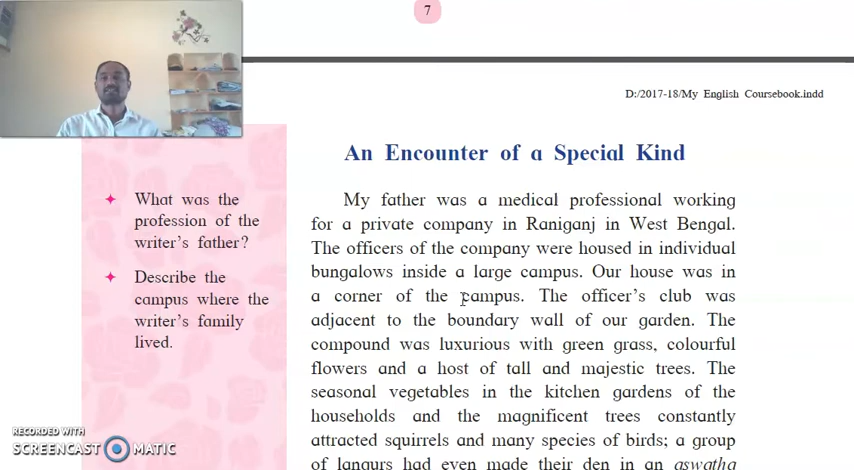 7
D:/2017-18/My English Coursebook.indd
An Encounter of a Special Kind
✦ What was the
profession of the
writer's father?
✦ Describe the
campus where the
writer's family
lived.
My father was a medical professional working
for a private company in Raniganj in West Bengal.
The officers of the company were housed in individual
bungalows inside a large campus. Our house was in
a corner of the campus. The officer's club was
adjacent to the boundary wall of our garden. The
compound was luxurious with green grass, colourful
flowers and a host of tall and majestic trees. The
seasonal vegetables in the kitchen gardens of the
households and the magnificent trees constantly
attracted squirrels and many species of birds; a group
of langurs had even made their den in an aswatha
RECORDED WITH
SCREENCAST MATIC